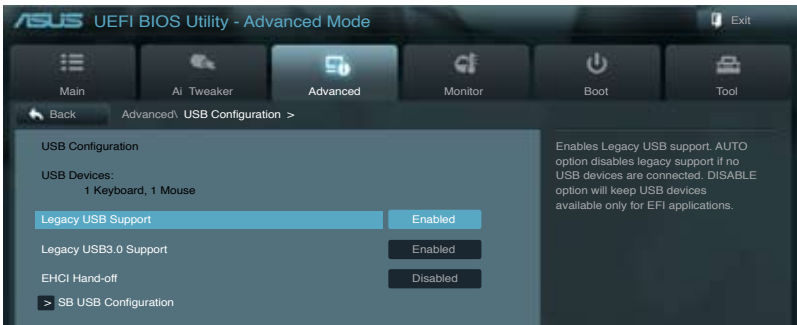 ASUS UEFI BIOS Utility - Advanced Mode
Exit
Main
Ai Tweaker
Advanced
Monitor
Boot
Tool
Back
Advanced\ USB Configuration >
USB Configuration
USB Devices:
1 Keyboard, 1 Mouse
Legacy USB Support Enabled
Legacy USB3.0 Support Enabled
EHCI Hand-off Disabled
> SB USB Configuration
Enables Legacy USB support. AUTO
option disables legacy support if no
USB devices are connected. DISABLE
option will keep USB devices
available only for EFI applications.